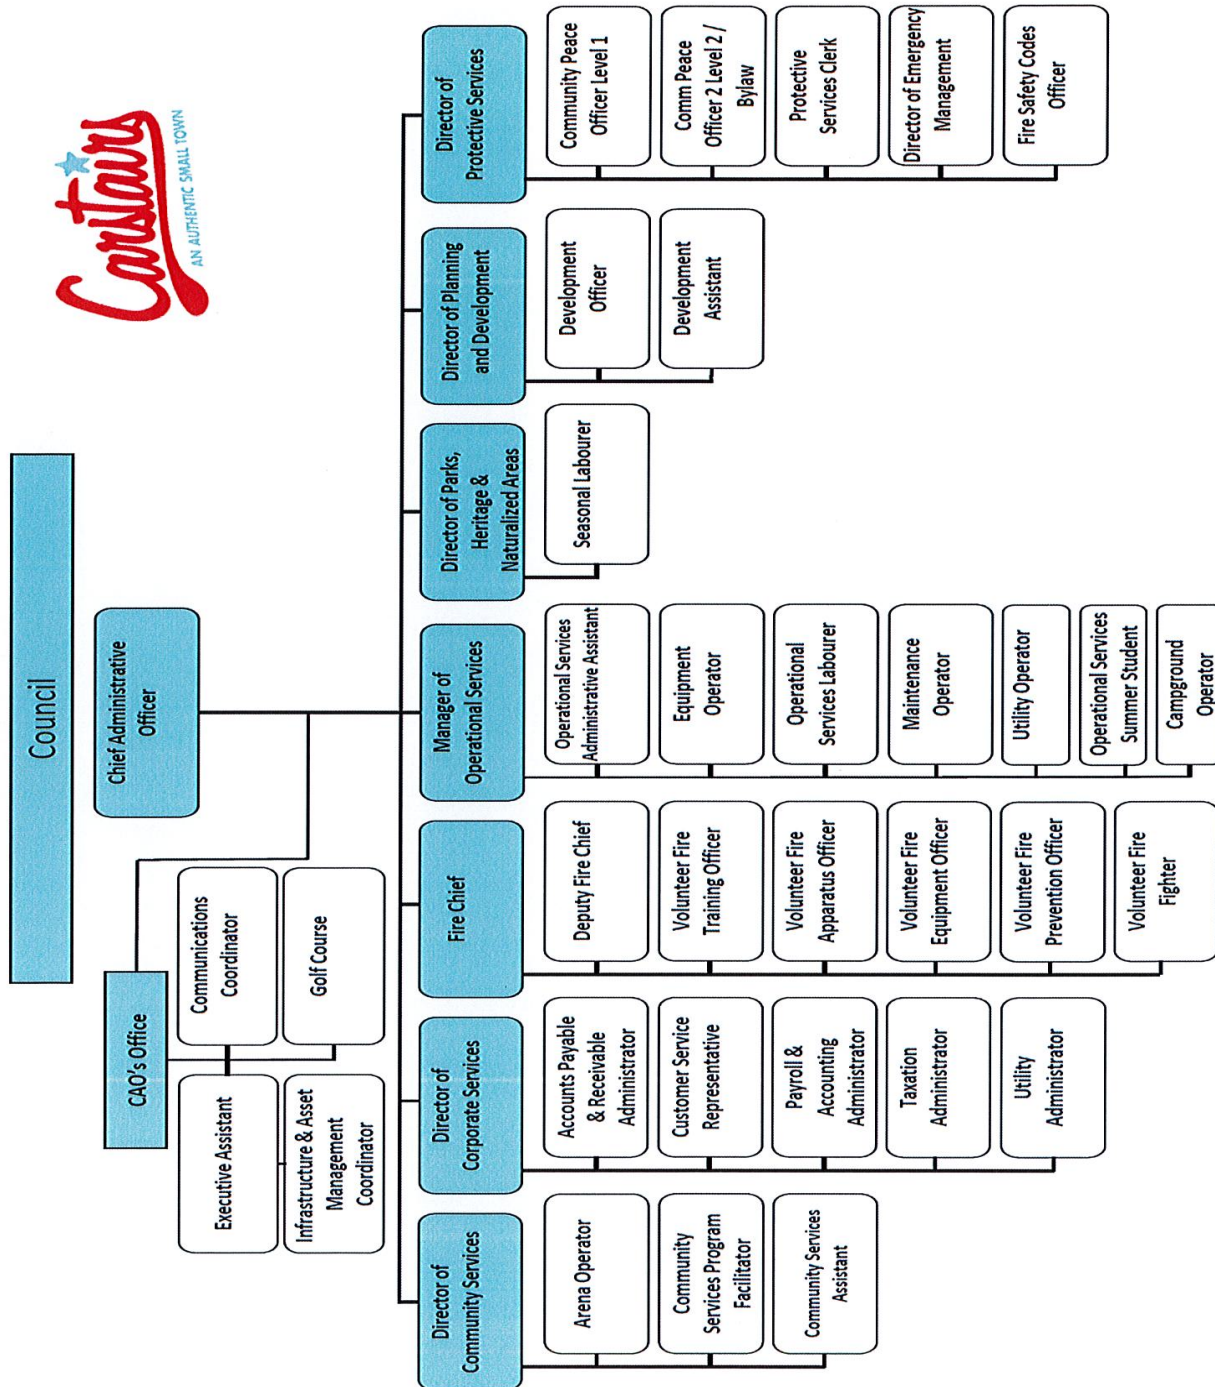 Carstairs
AN AUTHENTIC SMALL TOWN
Council
Chief Administrative
Officer
CAO's Office
Executive Assistant
Communications
Coordinator
Infrastructure & Asset
Management
Coordinator
Golf Course
Director of
Community Services
Arena Operator
Community
Services Program
Facilitator
Community Services
Assistant
Director of
Corporate Services
Accounts Payable
& Receivable
Administrator
Customer Service
Representative
Payroll &
Accounting
Administrator
Taxation
Administrator
Utility
Administrator
Fire Chief
Deputy Fire Chief
Volunteer Fire
Training Officer
Volunteer Fire
Apparatus Officer
Volunteer Fire
Equipment Officer
Volunteer Fire
Prevention Officer
Volunteer Fire
Fighter
Manager of
Operational Services
Operational Services
Administrative Assistant
Equipment
Operator
Operational
Services Labourer
Maintenance
Operator
Utility Operator
Operational Services
Summer Student
Campground
Operator
Director of Parks,
Heritage &
Naturalized Areas
Seasonal Labourer
Director of Planning
and Development
Development
Officer
Development
Assistant
Director of
Protective Services
Community Peace
Officer Level 1
Comm Peace
Officer 2 Level 2 /
Bylaw
Protective
Services Clerk
Director of Emergency
Management
Fire Safety Codes
Officer